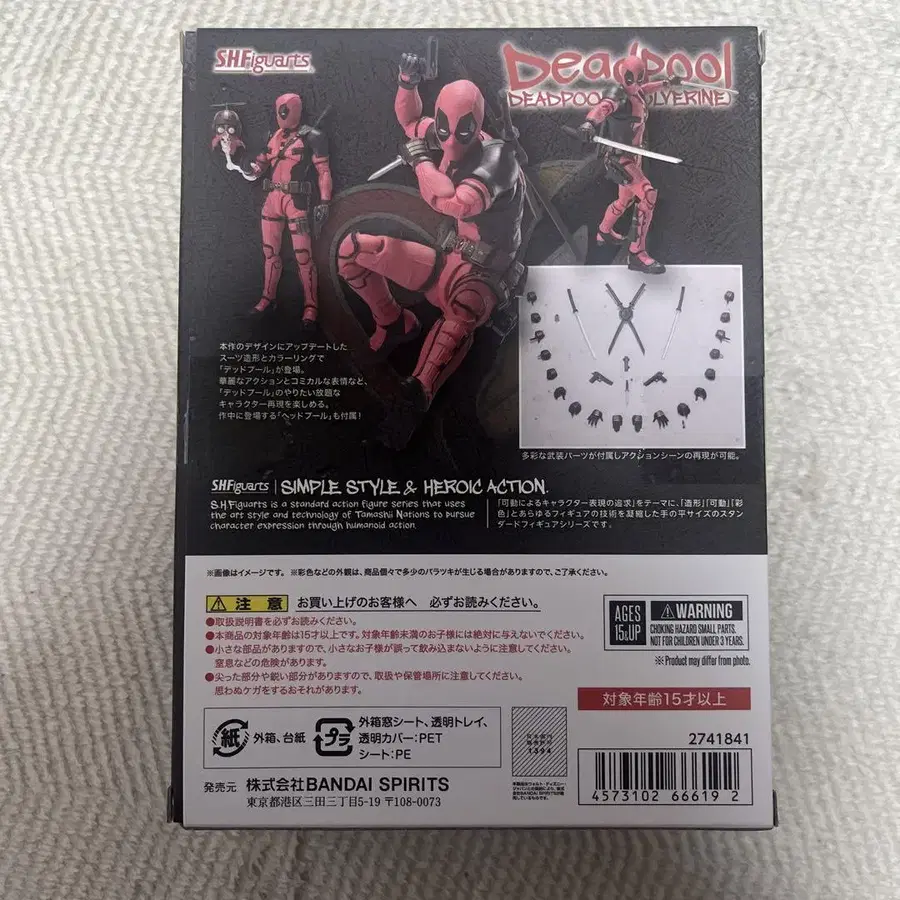 S.H.Figuarts
Deadpool
DEADPOOL WOLVERINE)
本作のデザインにアップデートした
スーツ造形とカラーリングで
「デッドプール」が登場。
華麗なアクションとコミカルな表情など、
「デッドプール」のやりたい放題な
キャラクター再現を楽しめる。
作中に登場する「ヘッドプール」も付属!
多彩な武装パーツが付属しアクションシーンの再現が可能。
S.H.Figuarts SIMPLE STYLE & HEROIC ACTION.
S.H.Figuarts is a standard action figure series that uses
the art style and technology of Tamashii Nations to pursue
character expression through humanoid action.
「可動によるキャラクター表現の追求」をテーマに、「造形」「可動」「彩
色」とあらゆるフィギュアの技術を凝縮した手の平サイズのスタン
ダードフィギュアシリーズです。
※画像はイメージです。 ※彩色などの外観は、商品個々で多少のバラツキが生じる場合がありますので、ご了承ください。
注意 お買い上げのお客様へ 必ずお読みください。
●取扱説明書を必ずお読みください。
●本商品の対象年齢は15才以上です。対象年齢未満のお子様には絶対に与えないでください。
●小さな部品がありますので、小さなお子様が誤って飲み込まないように注意してください。
窒息などの危険があります。
●尖った部分や鋭い部分がありますので、取扱や保管場所に注意してください。
思わぬケガをするおそれがあります。
AGES
15&UP
WARNING
CHOKING HAZARD SMALL PARTS.
NOT FOR CHILDREN UNDER 3 YEARS.
※Product may differ from photo.
対象年齢15才以上
紙 外箱、台紙
プラ 外箱窓シート、透明トレイ、
透明カバー:PET
シート:PE
1394
2741841
4573102 66619 2
発売元 株式会社BANDAI SPIRITS
東京都港区三田三丁目5-19 〒108-0073